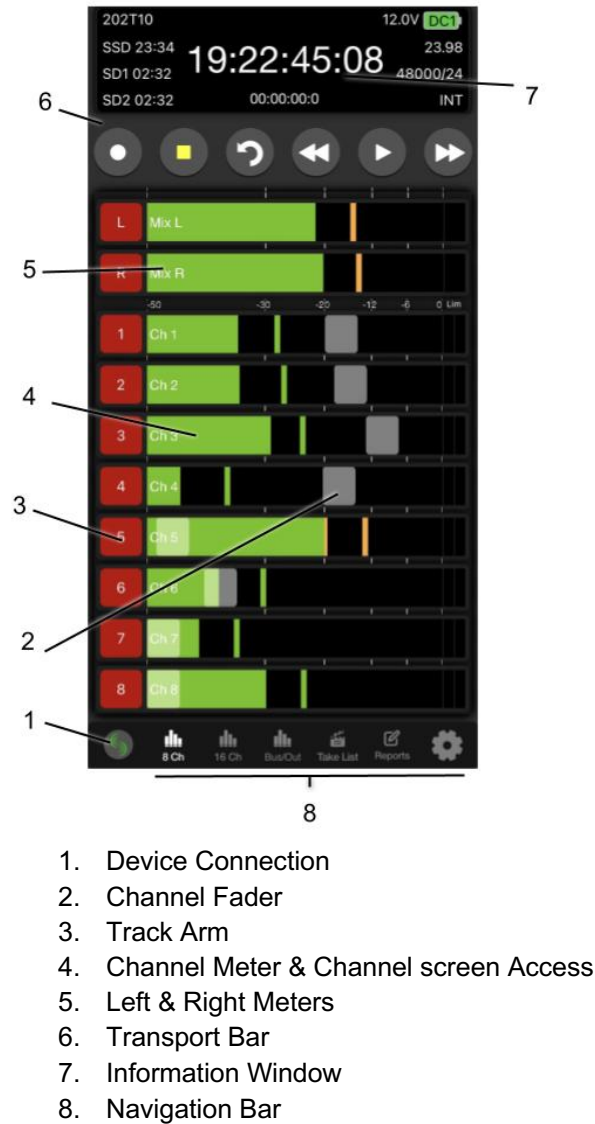 202T10 12.0V DC1
SSD 23:34 19:22:45:08 23.98
SD1 02:32 48000/24
SD2 02:32 00:00:00:0 INT
6
7
L Mix L
R Mix R
5
-50 -30 -20 -12 -6 0 Lim
1 Ch 1
2 Ch 2
4
3 Ch 3
4 Ch 4
3
5 Ch 5
6 Ch 6
2
7 Ch 7
8 Ch 8
1
8 Ch 16 Ch Bus/Out Take List Reports
8
1. Device Connection
2. Channel Fader
3. Track Arm
4. Channel Meter & Channel screen Access
5. Left & Right Meters
6. Transport Bar
7. Information Window
8. Navigation Bar